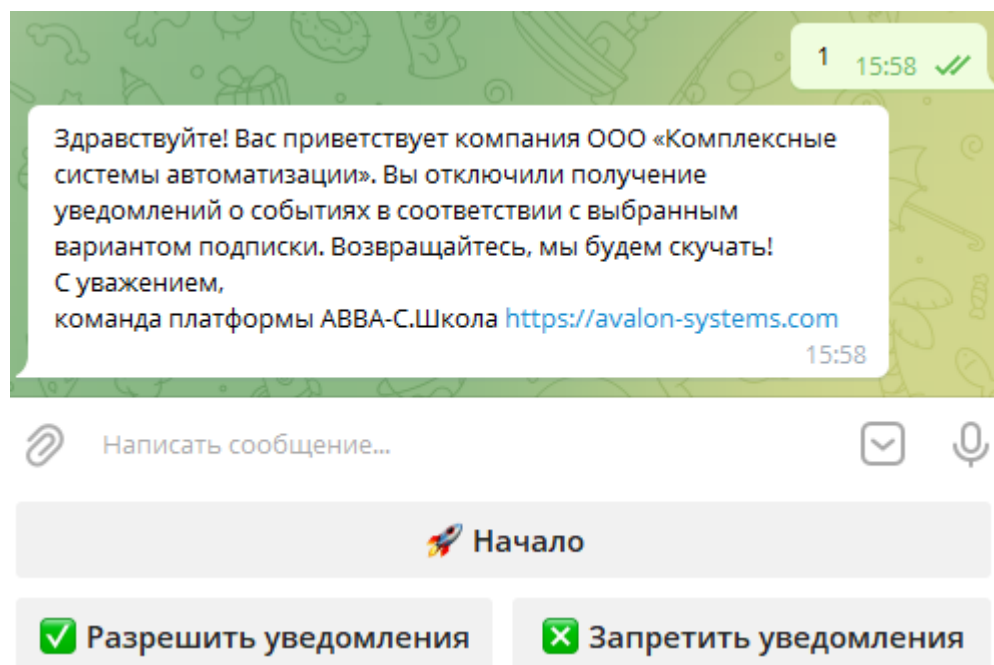 1 15:58
Здравствуйте! Вас приветствует компания ООО «Комплексные
системы автоматизации». Вы отключили получение
уведомлений о событиях в соответствии с выбранным
вариантом подписки. Возвращайтесь, мы будем скучать!
С уважением,
команда платформы АВВА-С.Школа https://avalon-systems.com
15:58
Написать сообщение...
🚀 Начало
✅ Разрешить уведомления
❎ Запретить уведомления